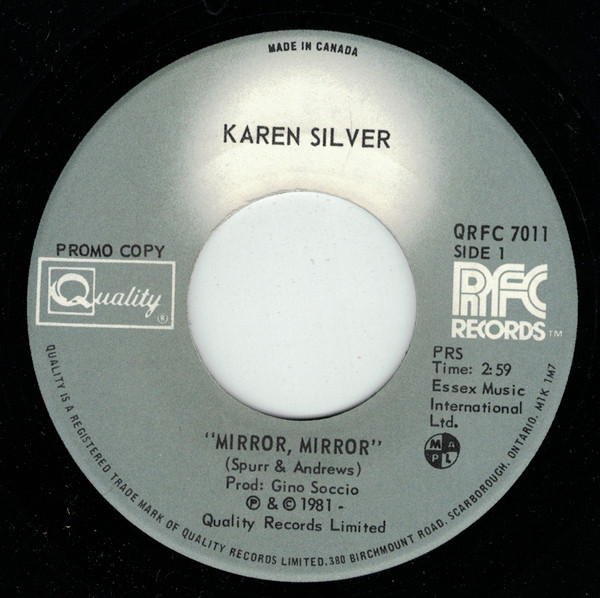 MADE IN CANADA
KAREN SILVER
PROMO COPY
Quality®
QRFC 7011
SIDE 1
RFC
RECORDS™
PRS
Time: 2:59
Essex Music
International
Ltd.
M A P L
"MIRROR, MIRROR"
(Spurr & Andrews)
Prod: Gino Soccio
℗ & © 1981 -
Quality Records Limited
QUALITY IS A REGISTERED TRADE MARK OF QUALITY RECORDS LIMITED. 380 BIRCHMOUNT ROAD. SCARBOROUGH. ONTARIO. M1K 1M7